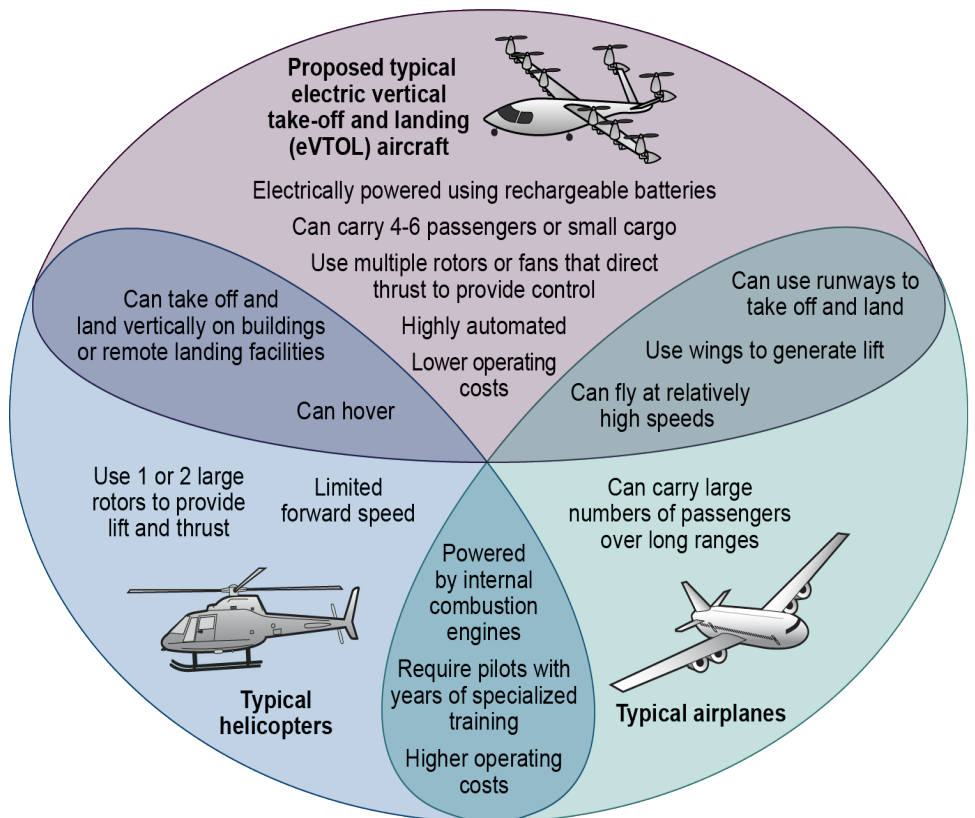 Proposed typical
electric vertical
take-off and landing
(eVTOL) aircraft
Electrically powered using rechargeable batteries
Can carry 4-6 passengers or small cargo
Use multiple rotors or fans that direct
thrust to provide control
Highly automated
Lower operating
costs
Can take off and
land vertically on buildings
or remote landing facilities
Can hover
Can use runways to
take off and land
Use wings to generate lift
Can fly at relatively
high speeds
Use 1 or 2 large
rotors to provide
lift and thrust
Limited
forward speed
Typical
helicopters
Powered
by internal
combustion
engines
Require pilots with
years of specialized
training
Higher operating
costs
Can carry large
numbers of passengers
over long ranges
Typical airplanes